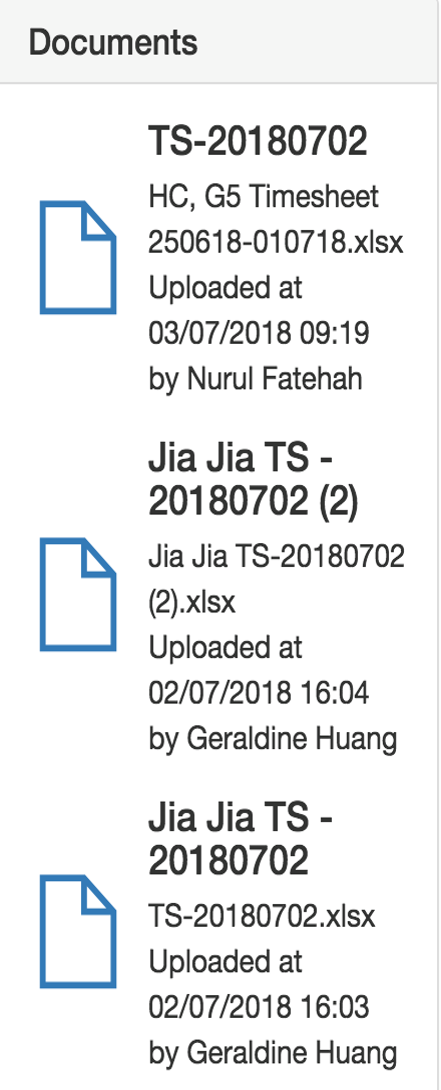 Documents
TS-20180702
HC, G5 Timesheet
250618-010718.xlsx
Uploaded at
03/07/2018 09:19
by Nurul Fatehah
Jia Jia TS -
20180702 (2)
Jia Jia TS-20180702
(2).xlsx
Uploaded at
02/07/2018 16:04
by Geraldine Huang
Jia Jia TS -
20180702
TS-20180702.xlsx
Uploaded at
02/07/2018 16:03
by Geraldine Huang